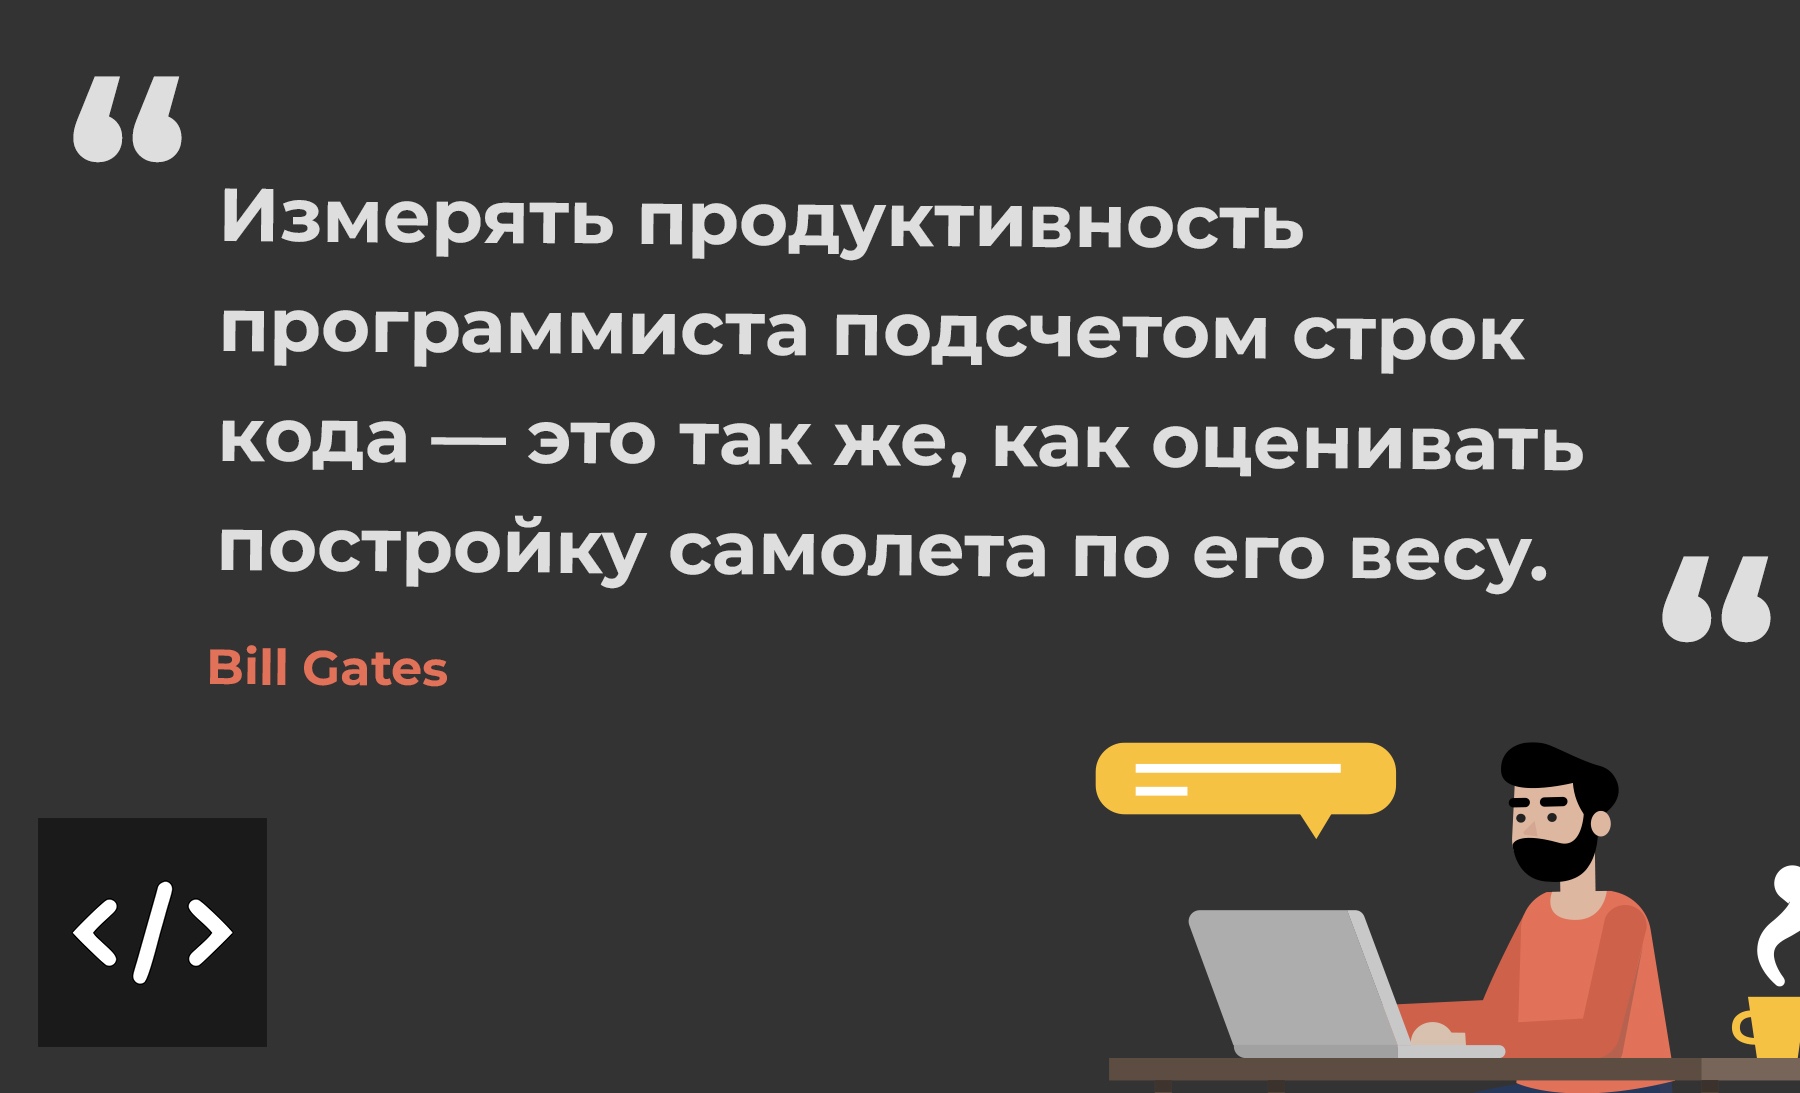 “
Измерять продуктивность
программиста подсчетом строк
кода — это так же, как оценивать
постройку самолета по его весу.
“
Bill Gates
</>